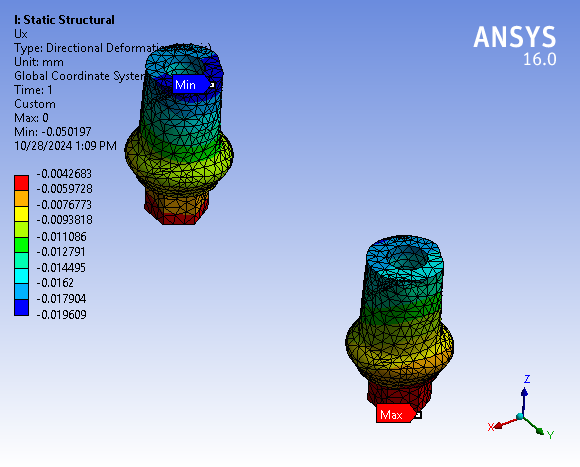 I: Static Structural
Ux
Type: Directional Deformation
Unit: mm
Global Coordinate System
Time: 1
Custom
Max: 0
Min: -0.050197
10/28/2024 1:09 PM
ANSYS
16.0
-0.0042683
-0.0059728
-0.0076773
-0.0093818
-0.011086
-0.012791
-0.014495
-0.0162
-0.017904
-0.019609
Min
Max
Z
X
Y